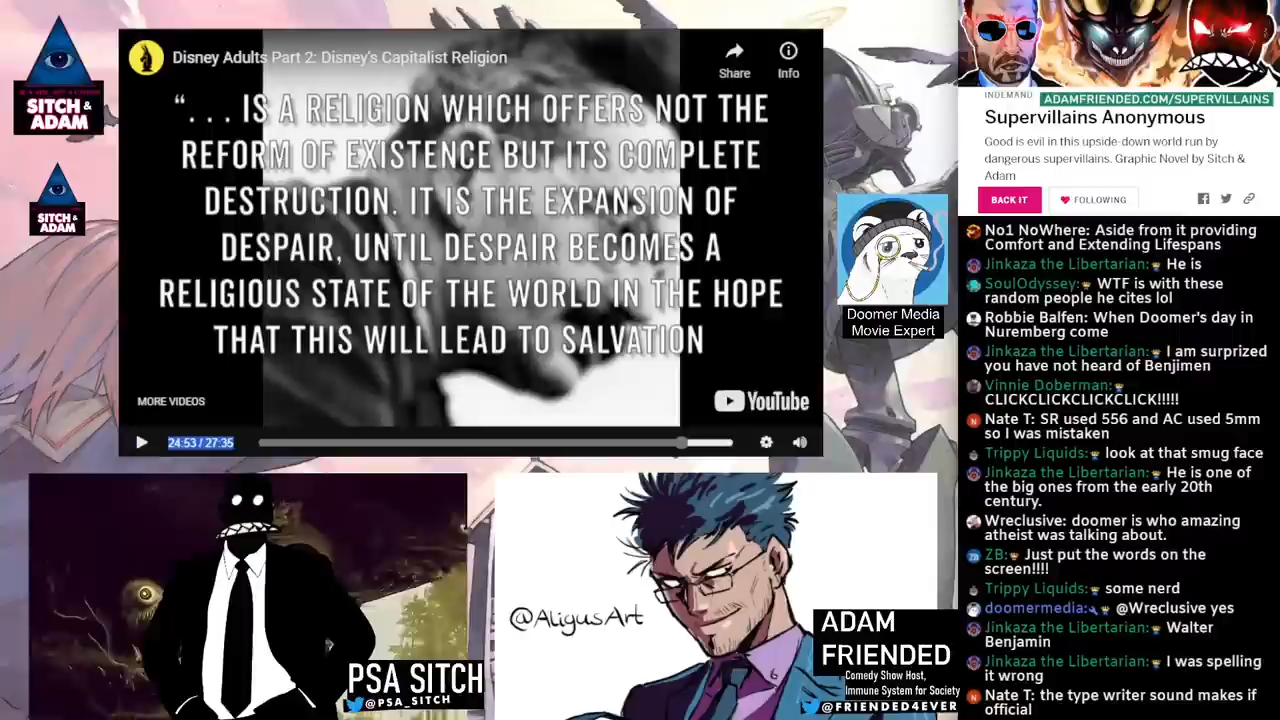 SITCH &
ADAM
SITCH &
ADAM
Disney Adults Part 2: Disney's Capitalist Religion
Share
Info
“. . . IS A RELIGION WHICH OFFERS NOT THE
REFORM OF EXISTENCE BUT ITS COMPLETE
DESTRUCTION. IT IS THE EXPANSION OF
DESPAIR, UNTIL DESPAIR BECOMES A
RELIGIOUS STATE OF THE WORLD IN THE HOPE
THAT THIS WILL LEAD TO SALVATION
MORE VIDEOS
YouTube
24:53 / 27:35
Doomer Media
Movie Expert
PSA SITCH
@PSA_SITCH
@AligusArt
ADAM
FRIENDED
Comedy Show Host,
Immune System for Society
@FRIENDED4EVER
INDEMAND
ADAMFRIENDED.COM/SUPERVILLAINS
Supervillains Anonymous
Good is evil in this upside-down world run by
dangerous supervillains. Graphic Novel by Sitch &
Adam
BACK IT
FOLLOWING
No1 NoWhere: Aside from it providing
Comfort and Extending Lifespans
Jinkaza the Libertarian: He is
SoulOdyssey: WTF is with these
random people he cites lol
Robbie Balfen: When Doomer's day in
Nuremberg come
Jinkaza the Libertarian: I am surprized
you have not heard of Benjimen
Vinnie Doberman:
CLICKCLICKCLICKCLICK!!!!!
Nate T: SR used 556 and AC used 5mm
so I was mistaken
Trippy Liquids: look at that smug face
Jinkaza the Libertarian: He is one of
the big ones from the early 20th
century.
Wreclusive: doomer is who amazing
atheist was talking about.
ZB: Just put the words on the
screen!!!!
Trippy Liquids: some nerd
doomermedia: @Wreclusive yes
Jinkaza the Libertarian: Walter
Benjamin
Jinkaza the Libertarian: I was spelling
it wrong
Nate T: the type writer sound makes if
official